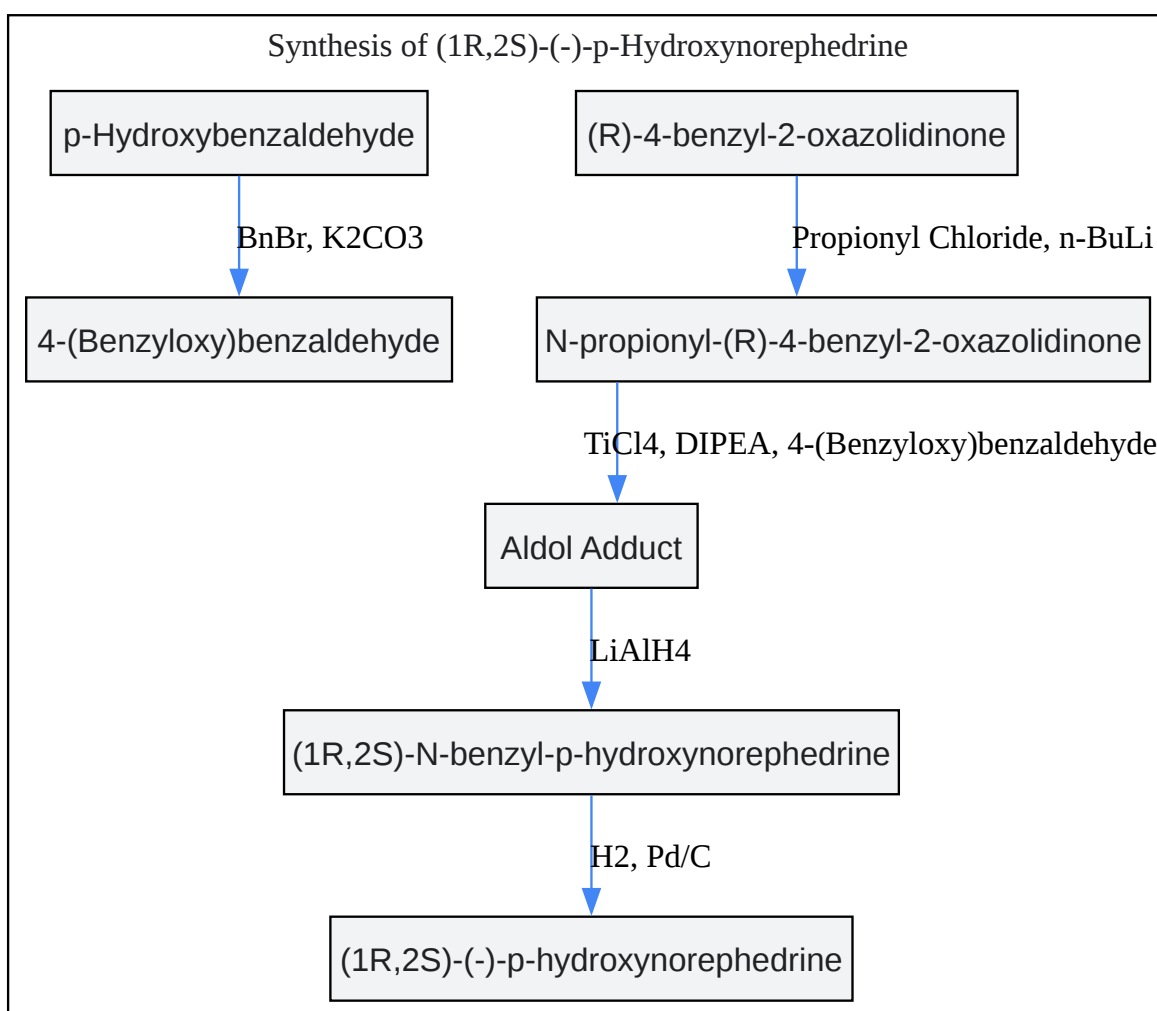 Synthesis of (1R,2S)-(-)-p-Hydroxynorephedrine
p-Hydroxybenzaldehyde
(R)-4-benzyl-2-oxazolidinone
BnBr, K2CO3
Propionyl Chloride, n-BuLi
4-(Benzyloxy)benzaldehyde
N-propionyl-(R)-4-benzyl-2-oxazolidinone
TiCl4, DIPEA, 4-(Benzyloxy)benzaldehyde
Aldol Adduct
LiAlH4
(1R,2S)-N-benzyl-p-hydroxynorephedrine
H2, Pd/C
(1R,2S)-(-)-p-hydroxynorephedrine